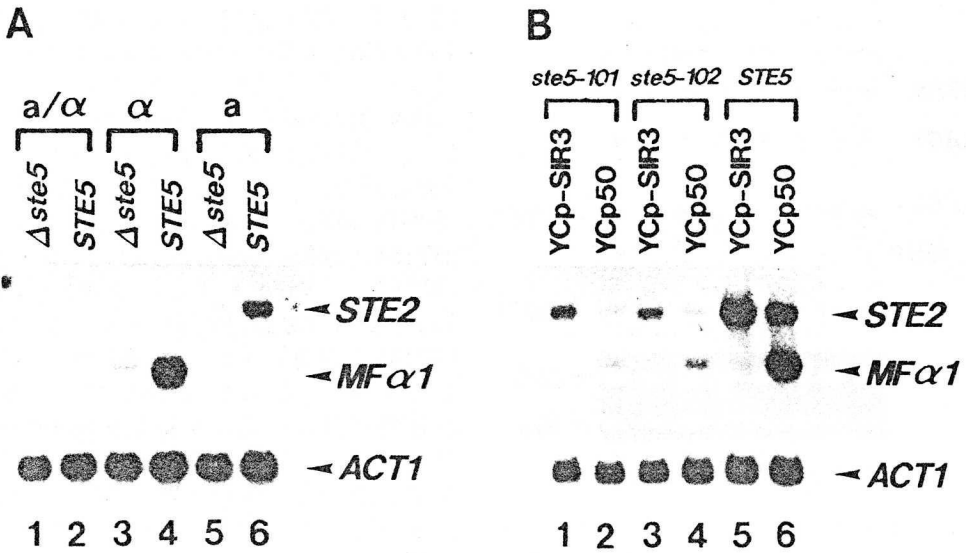 A
B
a/α α a
Δste5 STE5 Δste5 STE5 Δste5 STE5
ste5-101 ste5-102 STE5
YCp-SIR3 YCp50 YCp-SIR3 YCp50 YCp-SIR3 YCp50
STE2
MFα1
ACT1
1 2 3 4 5 6
STE2
MFα1
ACT1
1 2 3 4 5 6